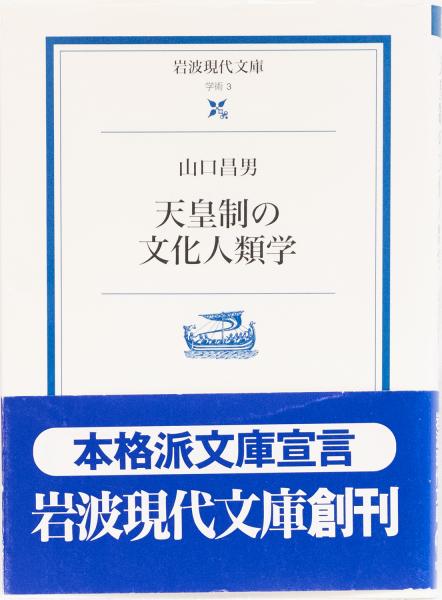 岩波現代文庫
学術 3
山口昌男
天皇制の
文化人類学
本格派文庫宣言
岩波現代文庫創刊